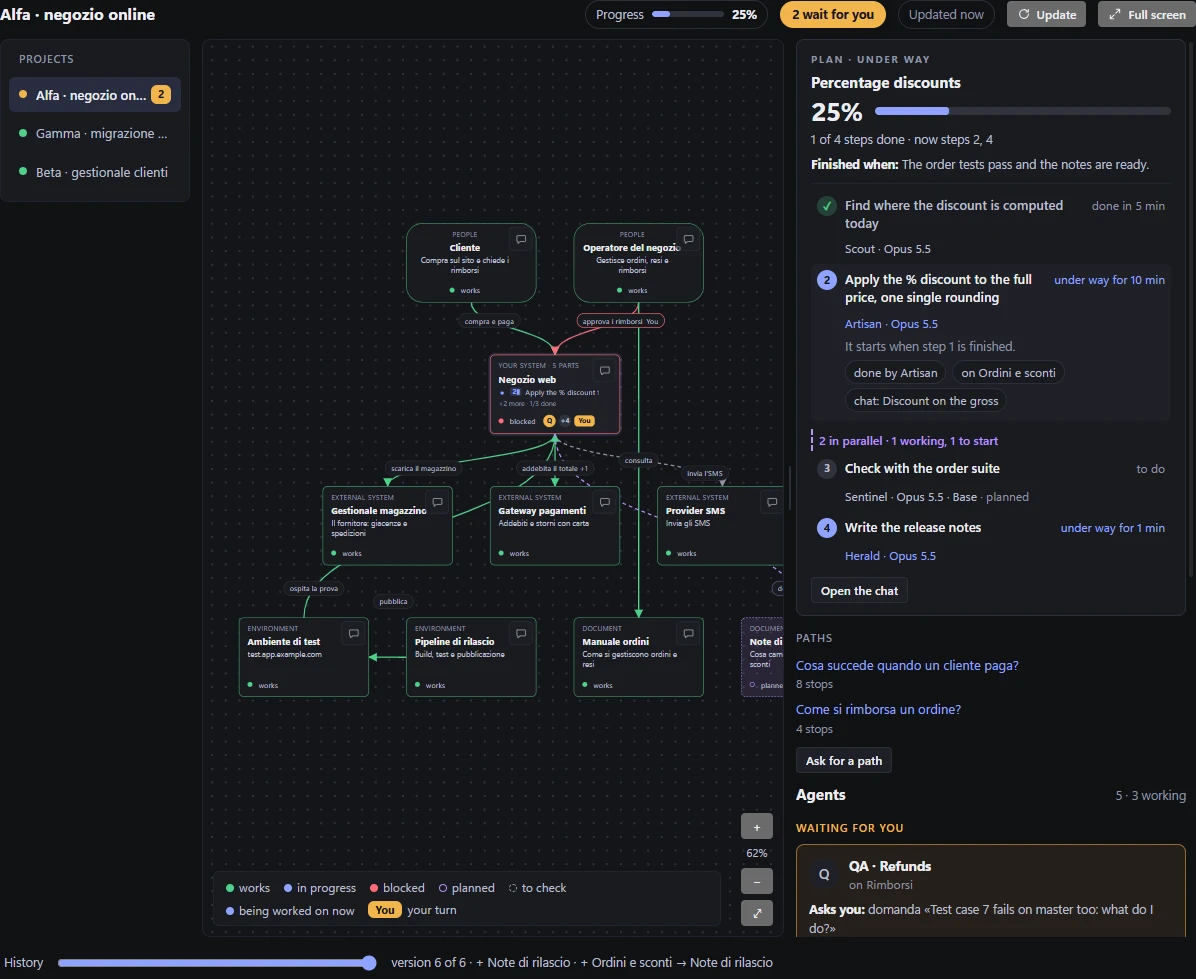 Alfa · negozio online
Progress 25%
2 wait for you
Updated now
Update
Full screen
PROJECTS
Alfa · negozio on... 2
Gamma · migrazione ...
Beta · gestionale clienti
PEOPLE
Cliente
Compra sul sito e chiede i
rimborsi
works
PEOPLE
Operatore del negozio
Gestisce ordini, resi e
rimborsi
works
compra e paga
approva i rimborsi You
YOUR SYSTEM · 5 PARTS
Negozio web
Apply the % discount
+2 more · 1/3 done
blocked Q +4 You
scarica il magazzino
addebita il totale +1
consulta
invia l'SMS
EXTERNAL SYSTEM
Gestionale magazzino
Il fornitore: giacenze e
spedizioni
works
EXTERNAL SYSTEM
Gateway pagamenti
Addebiti e storni con carta
works
EXTERNAL SYSTEM
Provider SMS
Invia gli SMS
works
ospita la prova
pubblica
ENVIRONMENT
Ambiente di test
test.app.example.com
works
ENVIRONMENT
Pipeline di rilascio
Build, test e pubblicazione
works
DOCUMENT
Manuale ordini
Come si gestiscono ordini e
resi
works
DOCUMEN
Note di
Cosa cam
sconti
planne
+
62%
−
works
in progress
blocked
planned
to check
being worked on now
You your turn
PLAN · UNDER WAY
Percentage discounts
25%
1 of 4 steps done · now steps 2, 4
Finished when: The order tests pass and the notes are ready.
Find where the discount is computed
today
done in 5 min
Scout · Opus 5.5
2 Apply the % discount to the full
price, one single rounding
under way for 10 min
Artisan · Opus 5.5
It starts when step 1 is finished.
done by Artisan
on Ordini e sconti
chat: Discount on the gross
2 in parallel · 1 working, 1 to start
3 Check with the order suite
to do
Sentinel · Opus 5.5 · Base · planned
4 Write the release notes
under way for 1 min
Herald · Opus 5.5
Open the chat
PATHS
Cosa succede quando un cliente paga?
8 stops
Come si rimborsa un ordine?
4 stops
Ask for a path
Agents
5 · 3 working
WAITING FOR YOU
Q QA · Refunds
on Rimborsi
Asks you: domanda «Test case 7 fails on master too: what do I
do?»
History
version 6 of 6 · + Note di rilascio · + Ordini e sconti → Note di rilascio